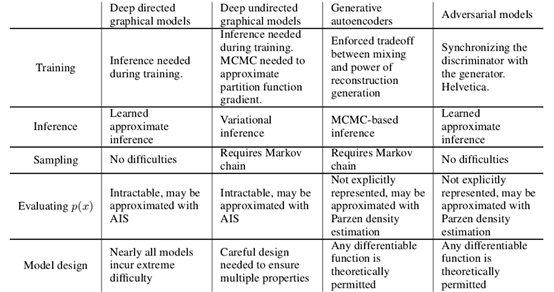 Deep directed
graphical models
Deep undirected
graphical models
Generative
autoencoders
Adversarial models
Training
Inference needed
during training.
Inference needed
during training.
MCMC needed to
approximate
partition function
gradient.
Enforced tradeoff
between mixing
and power of
reconstruction
generation
Synchronizing the
discriminator with
the generator.
Helvetica.
Inference
Learned
approximate
inference
Variational
inference
MCMC-based
inference
Learned
approximate
inference
Sampling
No difficulties
Requires Markov
chain
Requires Markov
chain
No difficulties
Evaluating p(x)
Intractable, may be
approximated with
AIS
Intractable, may be
approximated with
AIS
Not explicitly
represented, may be
approximated with
Parzen density
estimation
Not explicitly
represented, may be
approximated with
Parzen density
estimation
Model design
Nearly all models
incur extreme
difficulty
Careful design
needed to ensure
multiple properties
Any differentiable
function is
theoretically
permitted
Any differentiable
function is
theoretically
permitted